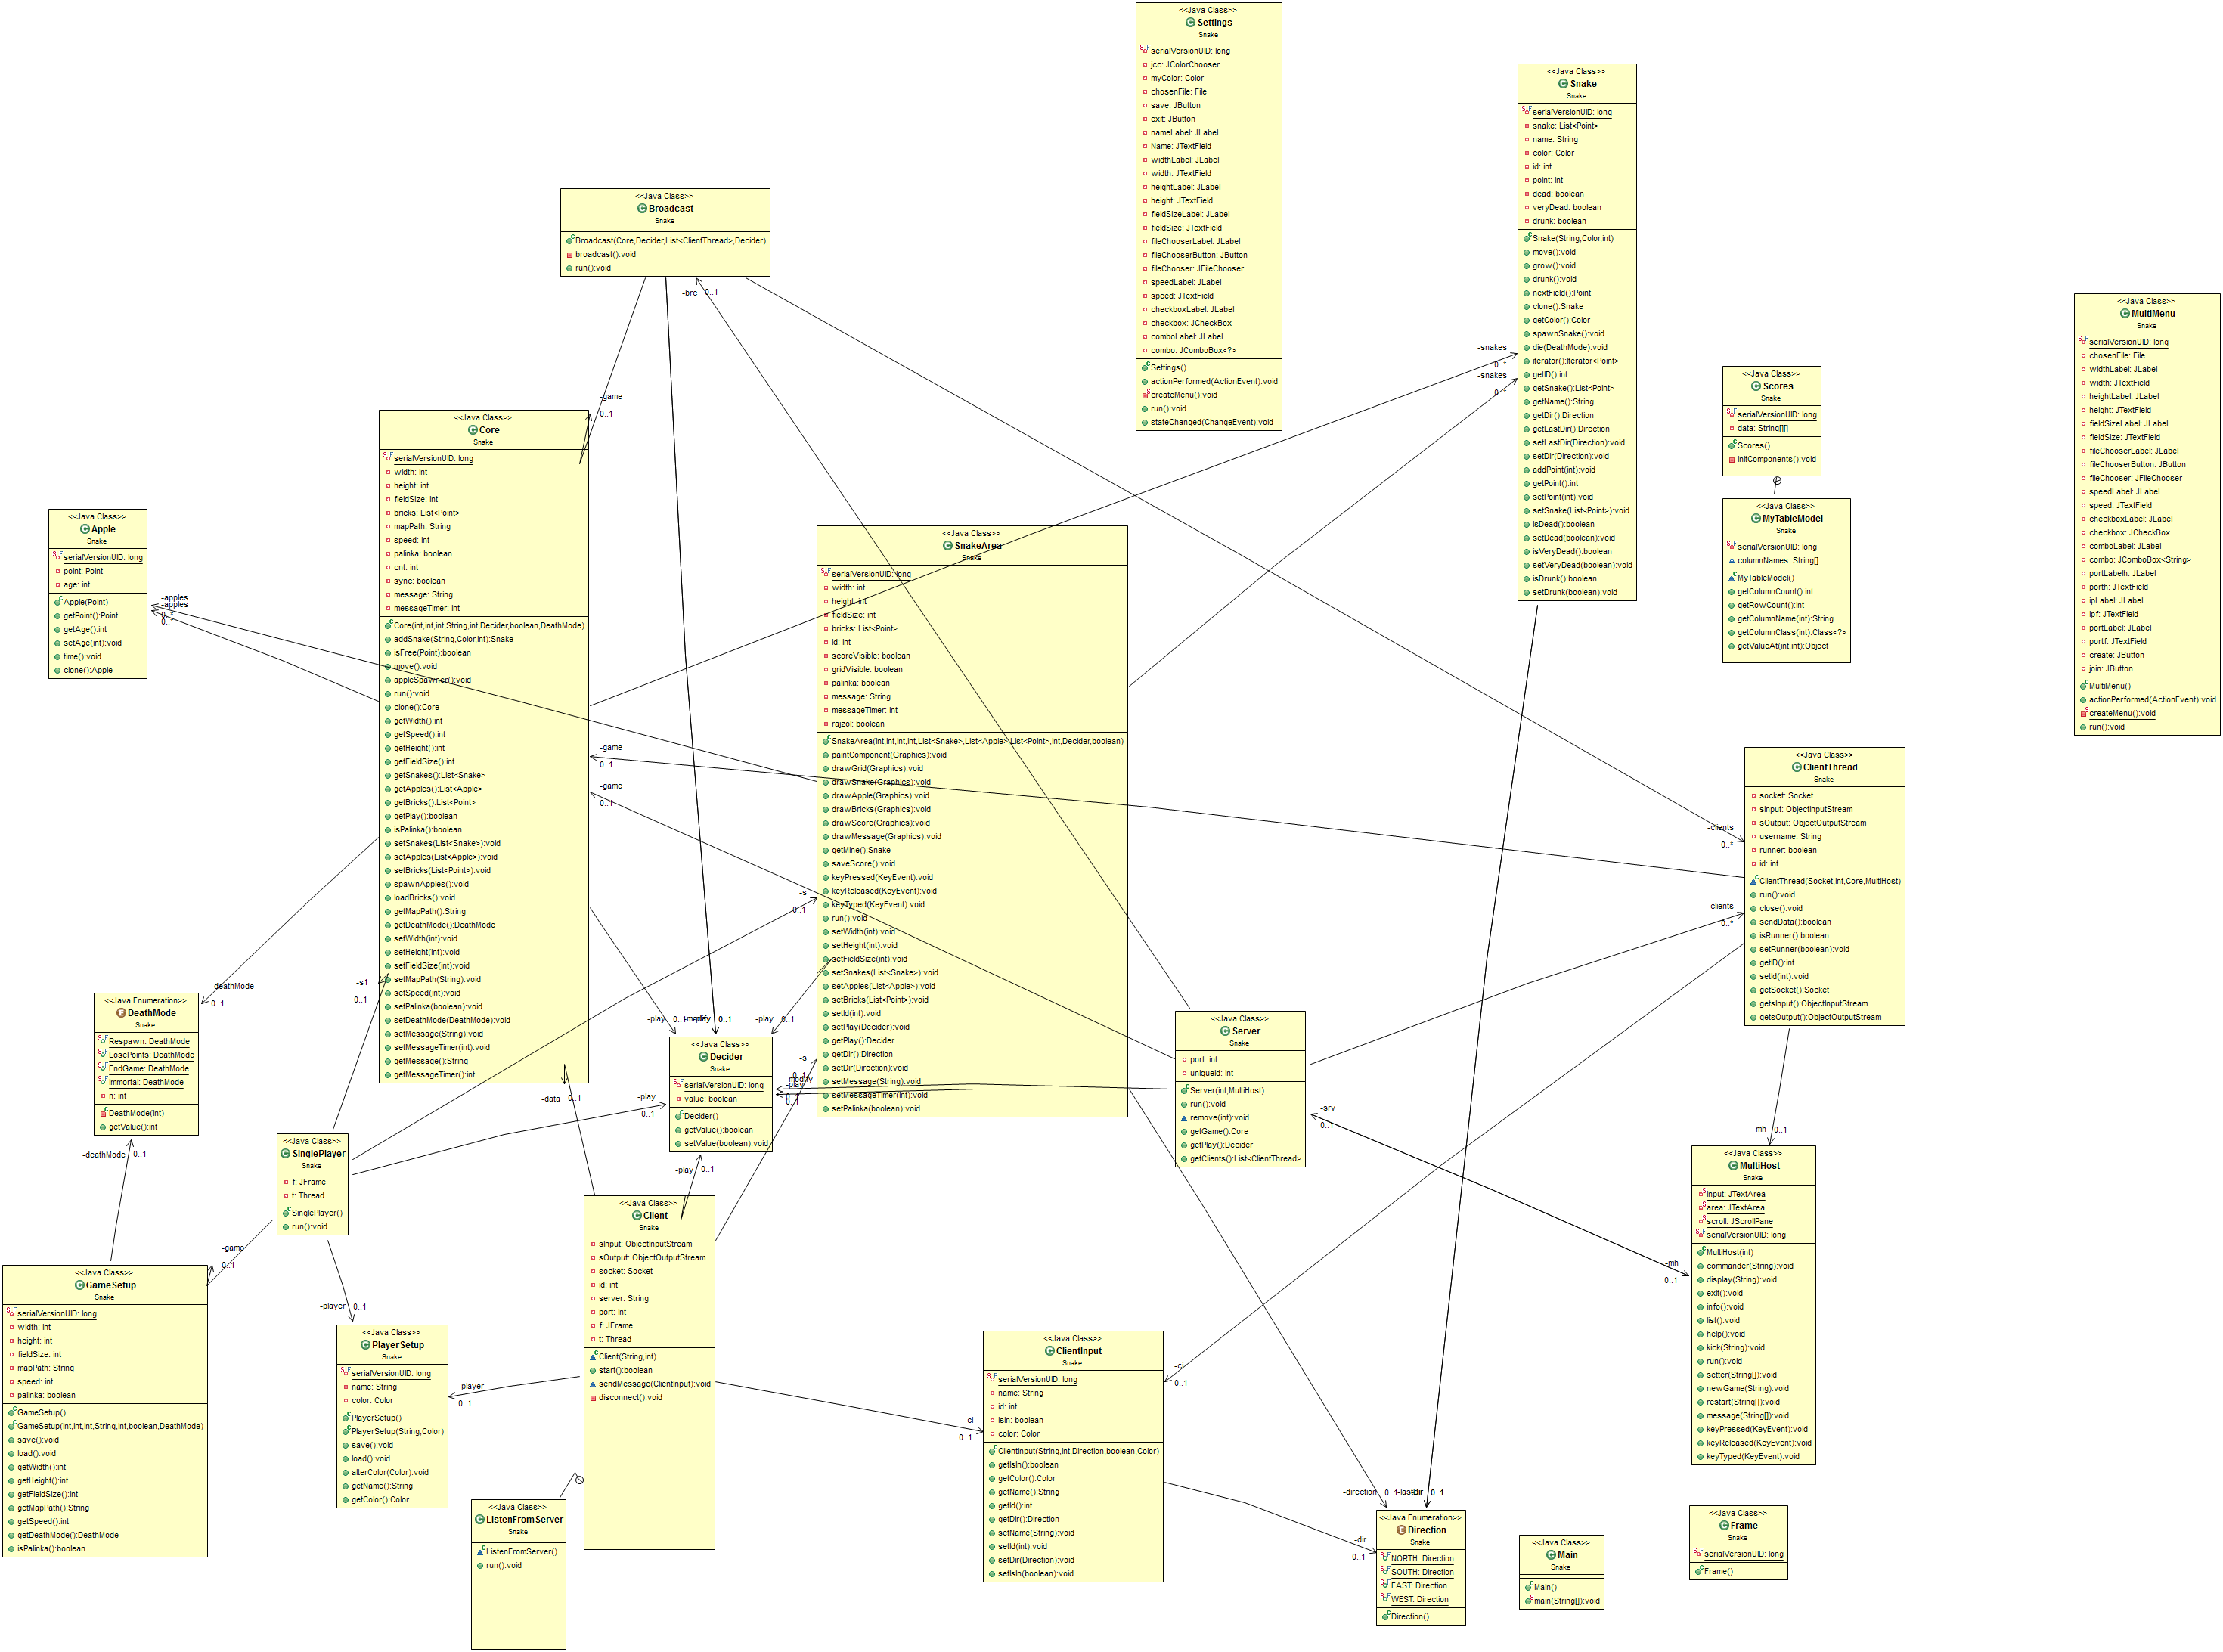 <<Java Class>>
Settings
Snake
serialVersionUID: long
jcc: JColorChooser
myColor: Color
chosenFile: File
save: JButton
exit: JButton
nameLabel: JLabel
Name: JTextField
widthLabel: JLabel
width: JTextField
heightLabel: JLabel
height: JTextField
fieldSizeLabel: JLabel
fieldSize: JTextField
fileChooserLabel: JLabel
fileChooserButton: JButton
fileChooser: JFileChooser
speedLabel: JLabel
speed: JTextField
checkboxLabel: JLabel
checkbox: JCheckBox
comboLabel: JLabel
combo: JComboBox<?>
Settings()
actionPerformed(ActionEvent):void
createMenu():void
run():void
stateChanged(ChangeEvent):void
<<Java Class>>
Snake
Snake
serialVersionUID: long
snake: List<Point>
name: String
color: Color
id: int
point: int
dead: boolean
veryDead: boolean
drunk: boolean
Snake(String,Color,int)
move():void
grow():void
drunk():void
nextField():Point
clone():Snake
getColor():Color
spawnSnake():void
die(DeathMode):void
iterator():Iterator<Point>
getID():int
getSnake():List<Point>
getName():String
getDir():Direction
getLastDir():Direction
setLastDir(Direction):void
setDir(Direction):void
addPoint(int):void
getPoint():int
setPoint(int):void
setSnake(List<Point>):void
isDead():boolean
setDead(boolean):void
isVeryDead():boolean
setVeryDead(boolean):void
isDrunk():boolean
setDrunk(boolean):void
<<Java Class>>
Broadcast
Snake
Broadcast(Core,Decider,List<ClientThread>,Decider)
broadcast():void
run():void
-brc
0..1
-game
0..1
-snakes
0..*
-snakes
0..*
<<Java Class>>
MultiMenu
Snake
serialVersionUID: long
chosenFile: File
widthLabel: JLabel
width: JTextField
heightLabel: JLabel
height: JTextField
fieldSizeLabel: JLabel
fieldSize: JTextField
fileChooserLabel: JLabel
fileChooserButton: JButton
fileChooser: JFileChooser
speedLabel: JLabel
speed: JTextField
checkboxLabel: JLabel
checkbox: JCheckBox
comboLabel: JLabel
combo: JComboBox<String>
portLabelh: JLabel
porth: JTextField
ipLabel: JLabel
ipf: JTextField
portLabel: JLabel
portf: JTextField
create: JButton
join: JButton
MultiMenu()
actionPerformed(ActionEvent):void
createMenu():void
run():void
<<Java Class>>
Scores
Snake
serialVersionUID: long
data: String[][]
Scores()
initComponents():void
<<Java Class>>
MyTableModel
Snake
serialVersionUID: long
columnNames: String[]
MyTableModel()
getColumnCount():int
getRowCount():int
getColumnName(int):String
getColumnClass(int):Class<?>
getValueAt(int,int):Object
<<Java Class>>
Core
Snake
serialVersionUID: long
width: int
height: int
fieldSize: int
bricks: List<Point>
mapPath: String
speed: int
palinka: boolean
cnt: int
sync: boolean
message: String
messageTimer: int
Core(int,int,int,String,int,Decider,boolean,DeathMode)
addSnake(String,Color,int):Snake
isFree(Point):boolean
move():void
appleSpawner():void
run():void
clone():Core
getWidth():int
getSpeed():int
getHeight():int
getFieldSize():int
getSnakes():List<Snake>
getApples():List<Apple>
getBricks():List<Point>
getPlay():boolean
isPalinka():boolean
setSnakes(List<Snake>):void
setApples(List<Apple>):void
setBricks(List<Point>):void
spawnApples():void
loadBricks():void
getMapPath():String
getDeathMode():DeathMode
setWidth(int):void
setHeight(int):void
setFieldSize(int):void
setMapPath(String):void
setSpeed(int):void
setPalinka(boolean):void
setDeathMode(DeathMode):void
setMessage(String):void
setMessageTimer(int):void
getMessage():String
getMessageTimer():int
<<Java Class>>
Apple
Snake
serialVersionUID: long
point: Point
age: int
Apple(Point)
getPoint():Point
getAge():int
setAge(int):void
time():void
clone():Apple
-apples
-apples
0..*
<<Java Class>>
SnakeArea
Snake
serialVersionUID: long
width: int
height: int
fieldSize: int
bricks: List<Point>
id: int
scoreVisible: boolean
gridVisible: boolean
palinka: boolean
message: String
messageTimer: int
rajzol: boolean
SnakeArea(int,int,int,int,List<Snake>,List<Apple>,List<Point>,int,Decider,boolean)
paintComponent(Graphics):void
drawGrid(Graphics):void
drawSnake(Graphics):void
drawApple(Graphics):void
drawBricks(Graphics):void
drawScore(Graphics):void
drawMessage(Graphics):void
getMine():Snake
saveScore():void
keyPressed(KeyEvent):void
keyReleased(KeyEvent):void
keyTyped(KeyEvent):void
run():void
setWidth(int):void
setHeight(int):void
setFieldSize(int):void
setSnakes(List<Snake>):void
setApples(List<Apple>):void
setBricks(List<Point>):void
setId(int):void
setPlay(Decider):void
getPlay():Decider
getDir():Direction
setDir(Direction):void
setMessage(String):void
setMessageTimer(int):void
setPalinka(boolean):void
-game
0..1
-game
0..1
<<Java Class>>
ClientThread
Snake
socket: Socket
sInput: ObjectInputStream
sOutput: ObjectOutputStream
username: String
runner: boolean
id: int
ClientThread(Socket,int,Core,MultiHost)
run():void
close():void
sendData():boolean
isRunner():boolean
setRunner(boolean):void
getID():int
setId(int):void
getSocket():Socket
getsInput():ObjectInputStream
getsOutput():ObjectOutputStream
-clients
0..*
-clients
0..*
-s
0..1
-deathMode
0..1
-s1
0..1
<<Java Enumeration>>
DeathMode
Snake
Respawn: DeathMode
LosePoints: DeathMode
EndGame: DeathMode
Immortal: DeathMode
n: int
DeathMode(int)
getValue():int
-play
0..1
0..1
-play
0..1
<<Java Class>>
Decider
Snake
serialVersionUID: long
value: boolean
Decider()
getValue():boolean
setValue(boolean):void
-s
0..1
-modify
-play
0..1
-data
0..1
-play
0..1
-play
0..1
<<Java Class>>
Server
Snake
port: int
uniqueId: int
Server(int,MultiHost)
run():void
remove(int):void
getGame():Core
getPlay():Decider
getClients():List<ClientThread>
-srv
0..1
-mh
0..1
-mh
0..1
<<Java Class>>
MultiHost
Snake
input: JTextArea
area: JTextArea
scroll: JScrollPane
serialVersionUID: long
MultiHost(int)
commander(String):void
display(String):void
exit():void
info():void
list():void
help():void
kick(String):void
run():void
setter(String[]):void
newGame(String):void
restart(String[]):void
message(String[]):void
keyPressed(KeyEvent):void
keyReleased(KeyEvent):void
keyTyped(KeyEvent):void
<<Java Class>>
SinglePlayer
Snake
f: JFrame
t: Thread
SinglePlayer()
run():void
-deathMode
0..1
-game
0..1
<<Java Class>>
GameSetup
Snake
serialVersionUID: long
width: int
height: int
fieldSize: int
mapPath: String
speed: int
palinka: boolean
GameSetup()
GameSetup(int,int,int,String,int,boolean,DeathMode)
save():void
load():void
getWidth():int
getHeight():int
getFieldSize():int
getMapPath():String
getSpeed():int
getDeathMode():DeathMode
isPalinka():boolean
-player
0..1
<<Java Class>>
PlayerSetup
Snake
serialVersionUID: long
name: String
color: Color
PlayerSetup()
PlayerSetup(String,Color)
save():void
load():void
alterColor(Color):void
getName():String
getColor():Color
-player
0..1
<<Java Class>>
Client
Snake
sInput: ObjectInputStream
sOutput: ObjectOutputStream
socket: Socket
id: int
server: String
port: int
f: JFrame
t: Thread
Client(String,int)
start():boolean
sendMessage(ClientInput):void
disconnect():void
<<Java Class>>
ListenFromServer
Snake
ListenFromServer()
run():void
-ci
0..1
<<Java Class>>
ClientInput
Snake
serialVersionUID: long
name: String
id: int
isIn: boolean
color: Color
ClientInput(String,int,Direction,boolean,Color)
getIsIn():boolean
getColor():Color
getName():String
getId():int
getDir():Direction
setName(String):void
setId(int):void
setDir(Direction):void
setIsIn(boolean):void
-ci
0..1
-direction
0..1
-lastDir
0..1
-dir
0..1
<<Java Enumeration>>
Direction
Snake
NORTH: Direction
SOUTH: Direction
EAST: Direction
WEST: Direction
Direction()
<<Java Class>>
Main
Snake
Main()
main(String[]):void
<<Java Class>>
Frame
Snake
serialVersionUID: long
Frame()